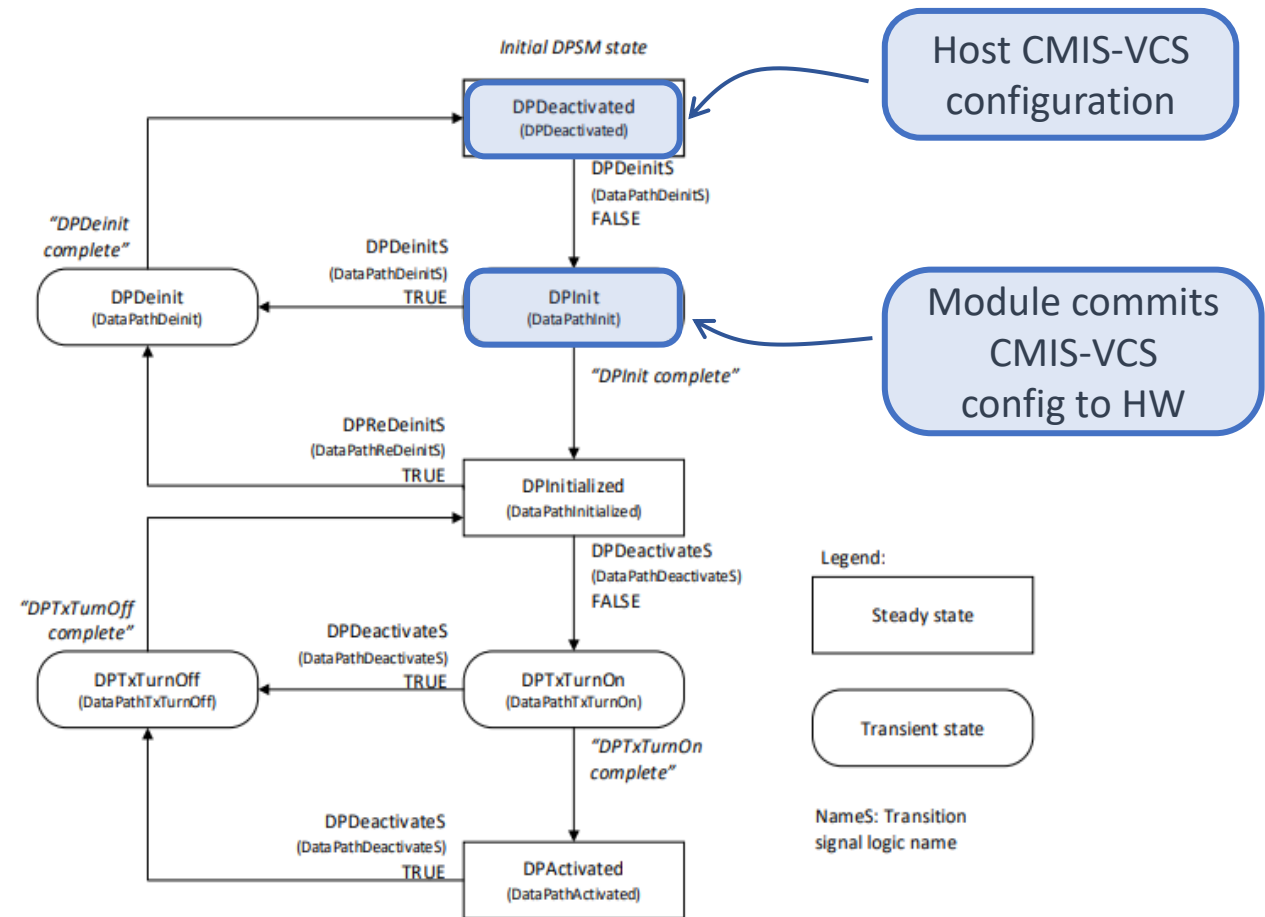 Initial DPSM state
Host CMIS-VCS
configuration
DPDeactivated
(DPDeactivated)
DPDeinitS
(DataPathDeinitS)
FALSE
"DPDeinit
complete"
DPDeinitS
(DataPathDeinitS)
TRUE
DPDeinit
(DataPathDeinit)
DPInit
(DataPathInit)
Module commits
CMIS-VCS
config to HW
"DPInit complete"
DPReDeinitS
(DataPathReDeinitS)
TRUE
DPInitialized
(DataPathInitialized)
DPDeactivateS
(DataPathDeactivateS)
FALSE
Legend:
Steady state
"DPTxTurnOff
complete"
DPDeactivateS
(DataPathDeactivateS)
TRUE
DPTxTurnOff
(DataPathTxTurnOff)
DPTxTurnOn
(DataPathTxTurnOn)
Transient state
"DPTxTurnOn
complete"
NameS: Transition
signal logic name
DPDeactivateS
(DataPathDeactivateS)
TRUE
DPActivated
(DataPathActivated)